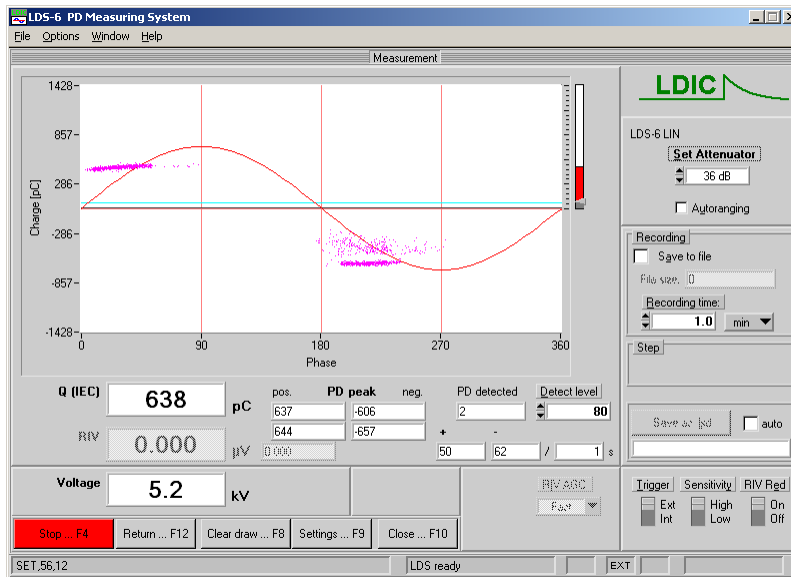 LDS-6 PD Measuring System
File Options Window Help
Measurement
Charge [pC]
1428
857
286
-286
-857
-1428
0 90 180 270 360
Phase
LDIC
LDS-6 LIN
Set Attenuator
36 dB
Autoranging
Recording
Save to file
File size, 0
Recording time:
1.0 min
Step
Save as lsd auto
Q (IEC) 638 pC
RIV 0.000 µV
pos. PD peak neg.
637 -606
644 -657
0.000
PD detected
2
Detect level
80
+ -
50 62 / 1 s
Voltage 5.2 kV
RIV AGC
Fast
Trigger Sensitivity RIV Red
Ext High On
Int Low Off
Stop ... F4 Return ... F12 Clear draw ... F8 Settings ... F9 Close ... F10
SET,56,12 LDS ready EXT